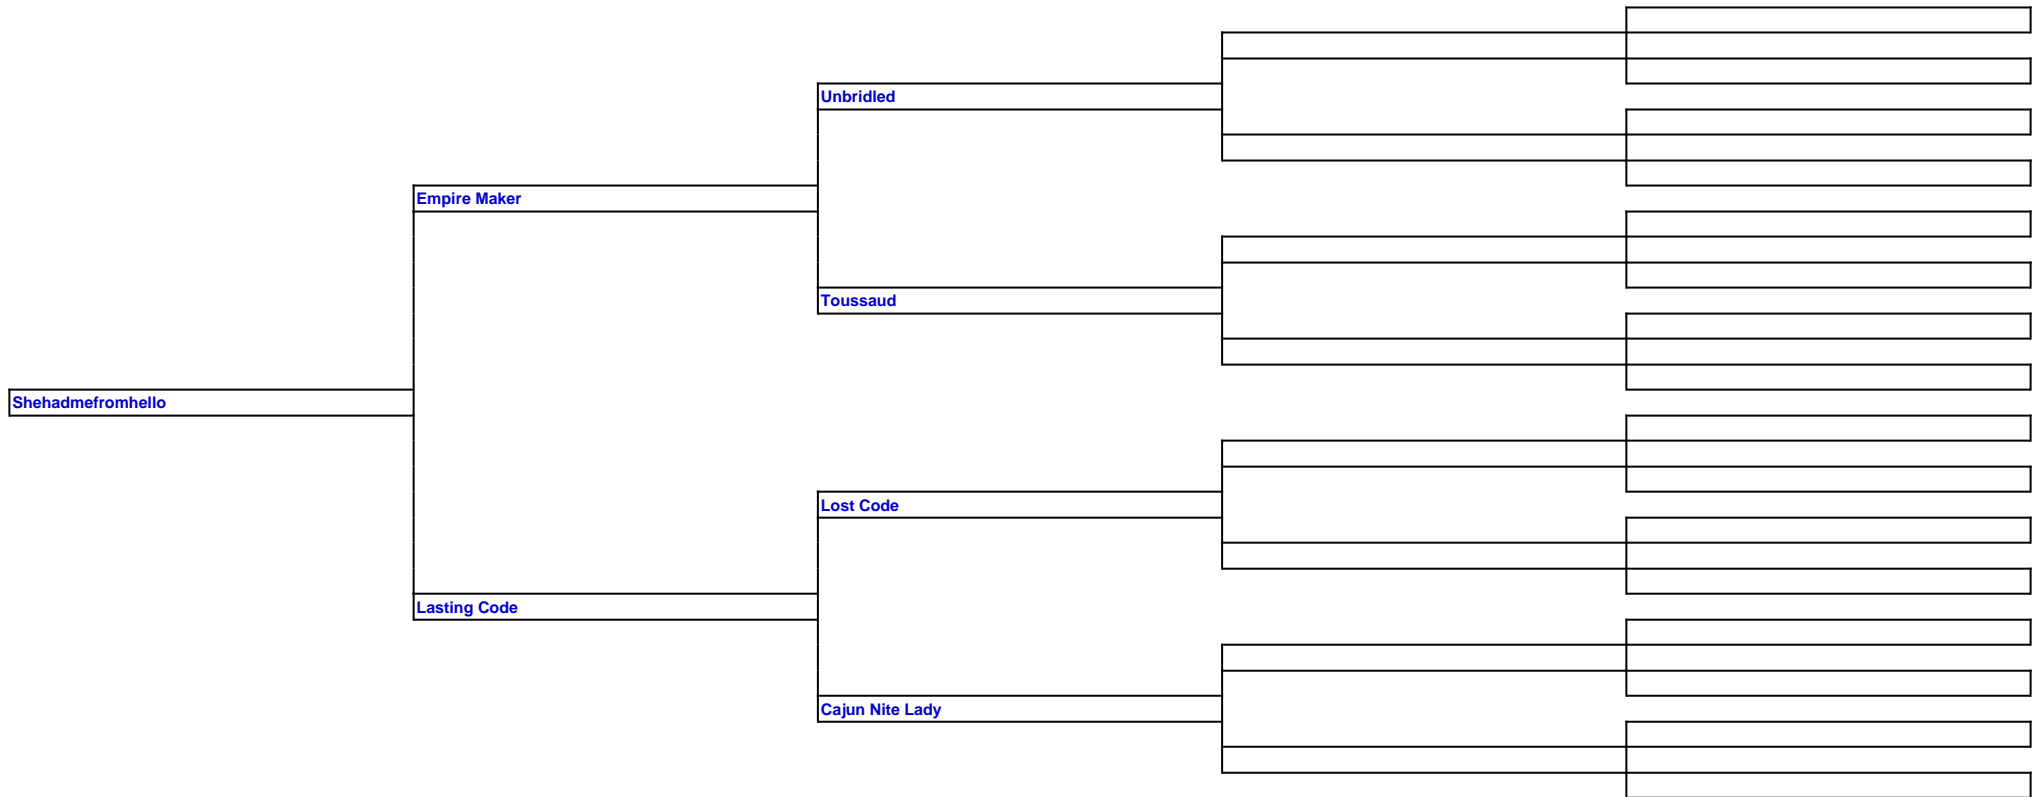 Unbridled
Empire Maker
Toussaud
Shehadmefromhello
Lost Code
Lasting Code
Cajun Nite Lady